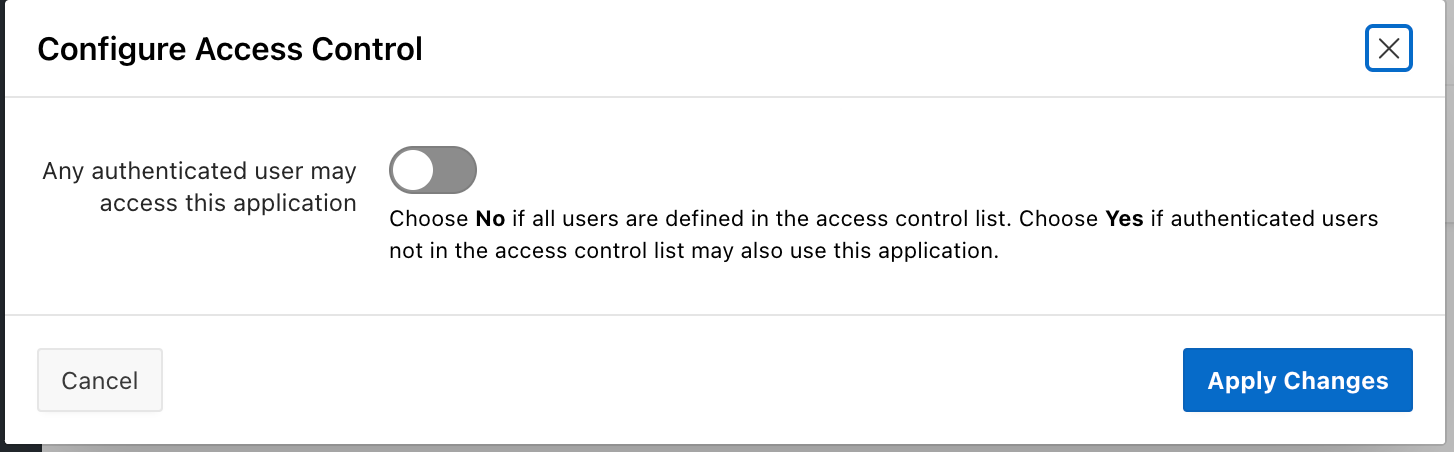 Configure Access Control
Any authenticated user may
access this application
Choose No if all users are defined in the access control list. Choose Yes if authenticated users
not in the access control list may also use this application.
Cancel
Apply Changes